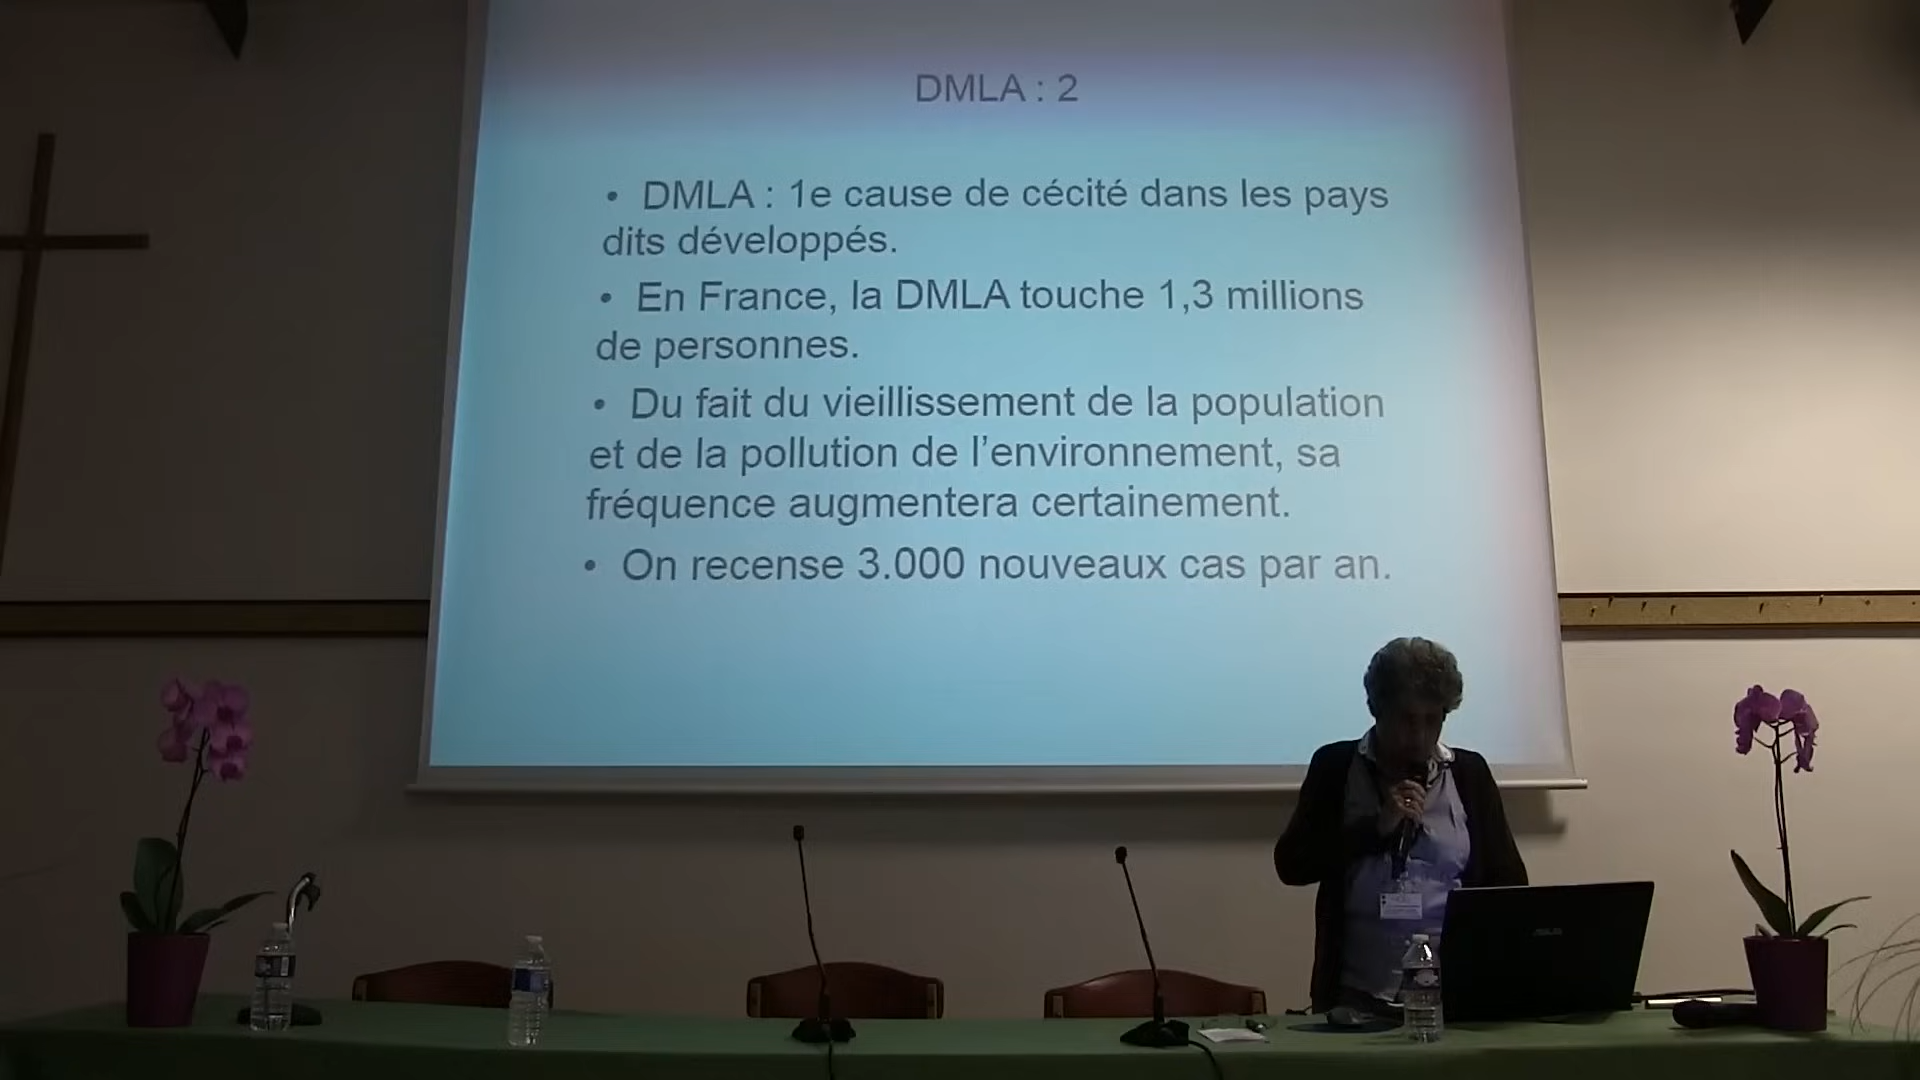 DMLA : 2
• DMLA : 1e cause de cécité dans les pays
dits développés.
• En France, la DMLA touche 1,3 millions
de personnes.
• Du fait du vieillissement de la population
et de la pollution de l'environnement, sa
fréquence augmentera certainement.
• On recense 3.000 nouveaux cas par an.
ASUS